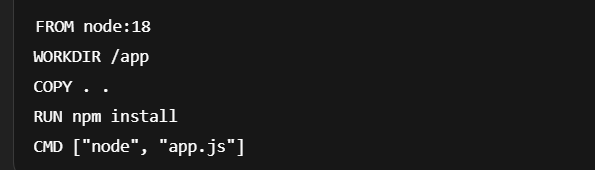 FROM node:18
WORKDIR /app
COPY . .
RUN npm install
CMD ["node", "app.js"]